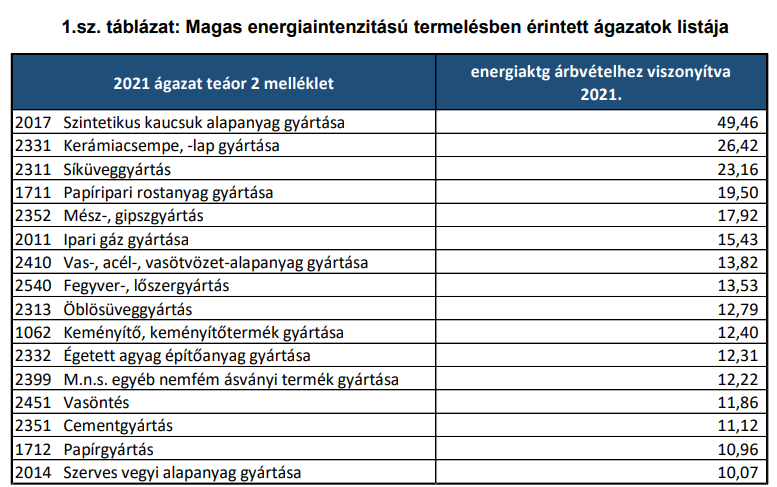 1.sz. táblázat: Magas energiaintenzitású termelésben érintett ágazatok listája
2021 ágazat teáor 2 melléklet energiaktg árbvételhez viszonyítva
2021.
2017 Szintetikus kaucsuk alapanyag gyártása 49,46
2331 Kerámiacsempe, -lap gyártása 26,42
2311 Síküveggyártás 23,16
1711 Papíripari rostanyag gyártása 19,50
2352 Mész-, gipszgyártás 17,92
2011 Ipari gáz gyártása 15,43
2410 Vas-, acél-, vasötvözet-alapanyag gyártása 13,82
2540 Fegyver-, lőszergyártás 13,53
2313 Öblösüveggyártás 12,79
1062 Keményítő, keményítőtermék gyártása 12,40
2332 Égetett agyag építőanyag gyártása 12,31
2399 M.n.s. egyéb nemfém ásványi termék gyártása 12,22
2451 Vasöntés 11,86
2351 Cementgyártás 11,12
1712 Papírgyártás 10,96
2014 Szerves vegyi alapanyag gyártása 10,07